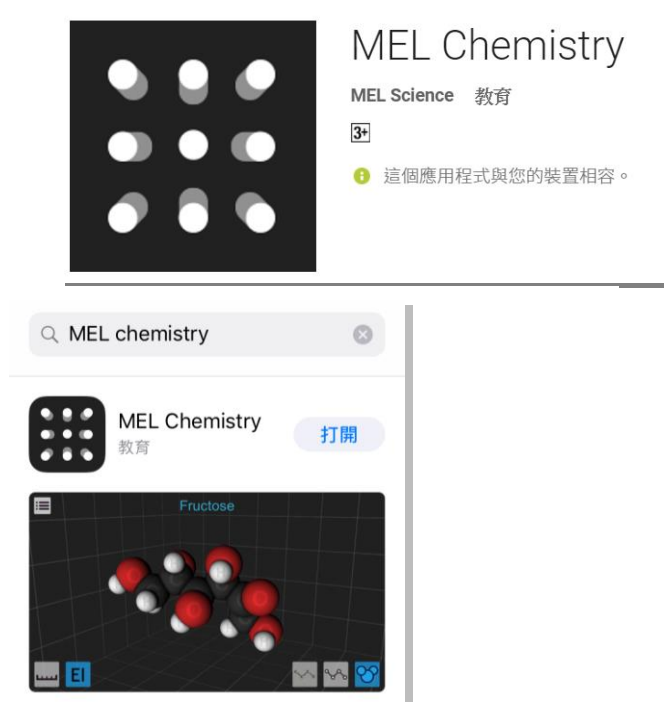 MEL Chemistry
MEL Science 教育
3+
這個應用程式與您的裝置相容。
MEL chemistry
MEL Chemistry
教育
打開
Fructose
El